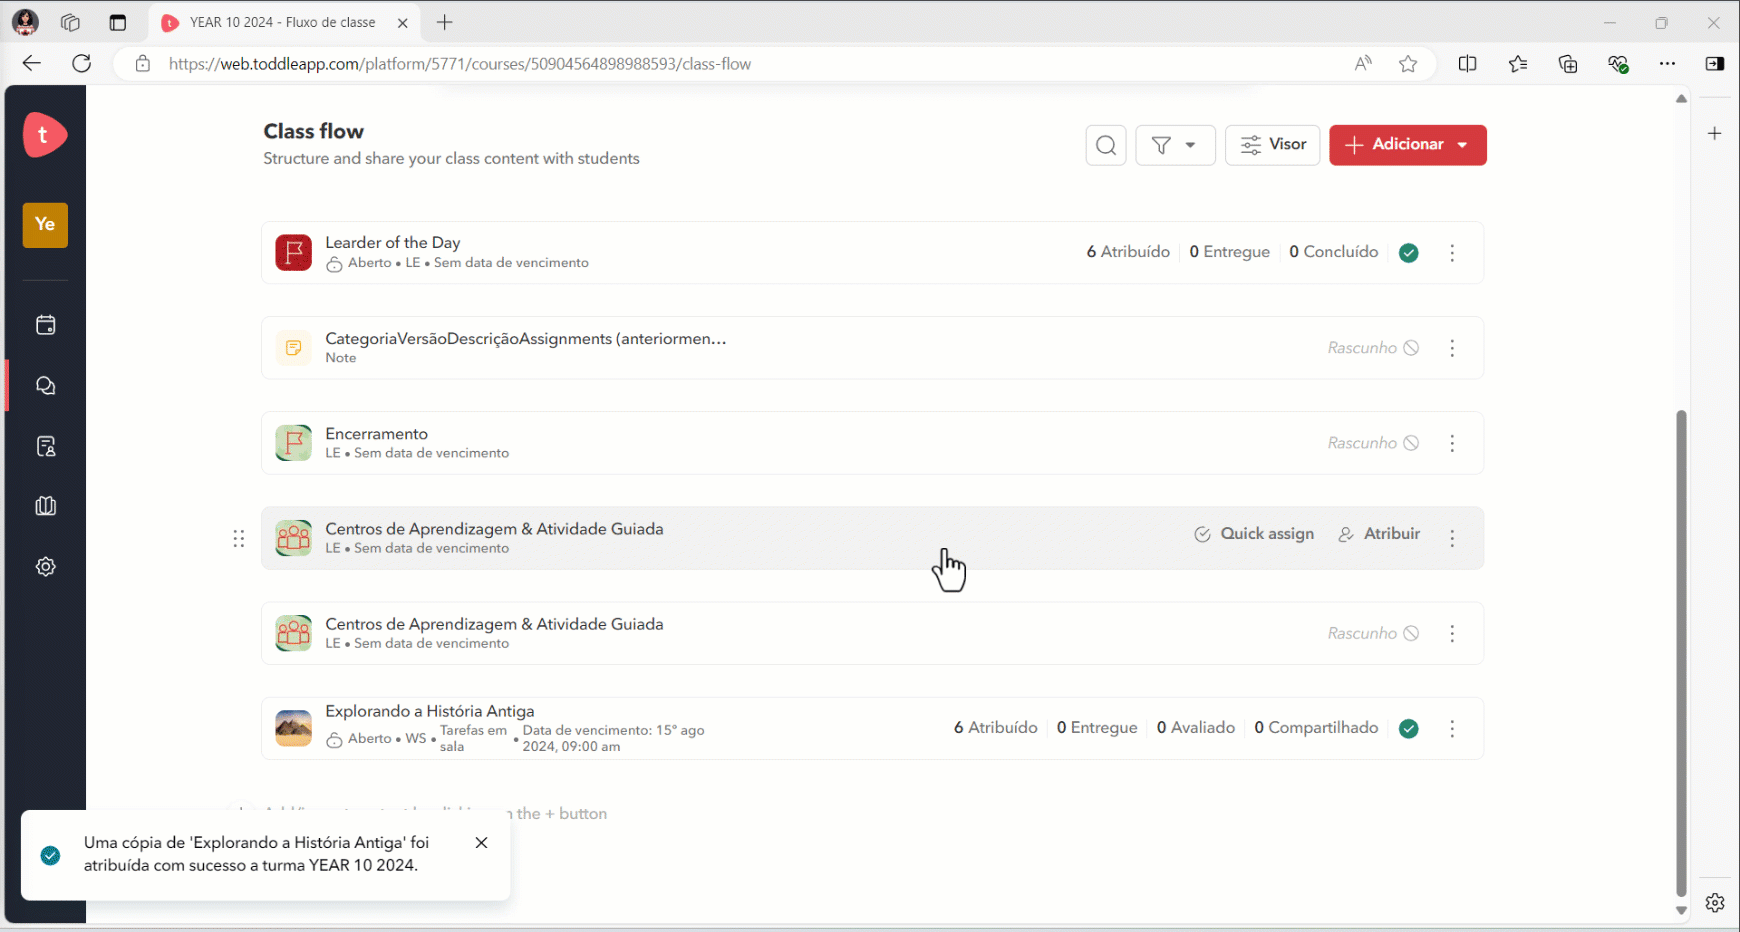 YEAR 10 2024 - Fluxo de classe
https://web.toddleapp.com/platform/5771/courses/50904564898988593/class-flow
t
Ye
Class flow
Structure and share your class content with students
Visor
Adicionar
Learder of the Day
Aberto • LE • Sem data de vencimento
6 Atribuído 0 Entregue 0 Concluído
CategoriaVersãoDescriçãoAssignments (anteriormen...
Note
Rascunho
Encerramento
LE • Sem data de vencimento
Rascunho
Centros de Aprendizagem & Atividade Guiada
LE • Sem data de vencimento
Quick assign Atribuir
Centros de Aprendizagem & Atividade Guiada
LE • Sem data de vencimento
Rascunho
Explorando a História Antiga
Aberto • WS • Tarefas em sala • Data de vencimento: 15º ago
2024, 09:00 am
6 Atribuído 0 Entregue 0 Avaliado 0 Compartilhado
the + button
Uma cópia de 'Explorando a História Antiga' foi
atribuída com sucesso a turma YEAR 10 2024.